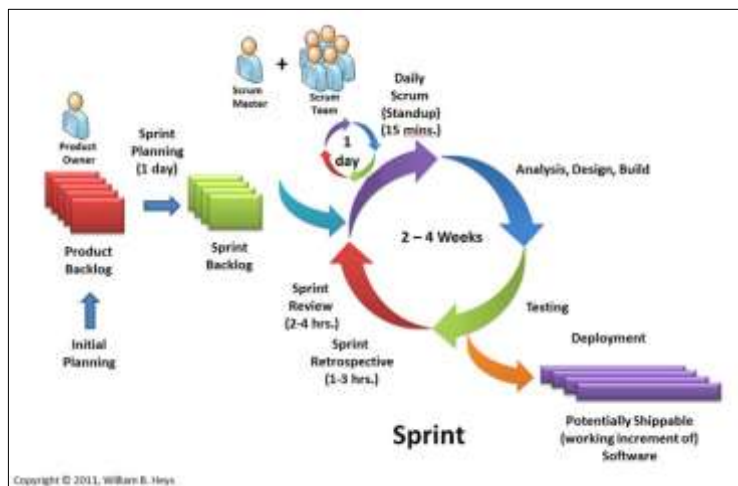 Scrum
Master
+
Scrum
Team
Daily
Scrum
(Standup)
(15 mins.)
Product
Owner
Sprint
Planning
(1 day)
1
day
Analysis, Design, Build
2 – 4 Weeks
Product
Backlog
Sprint
Backlog
Initial
Planning
Sprint
Review
(2-4 hrs.)
Sprint
Retrospective
(1-3 hrs.)
Testing
Deployment
Potentially Shippable
(working increment of)
Software
Sprint
Copyright © 2011, William B. Heys